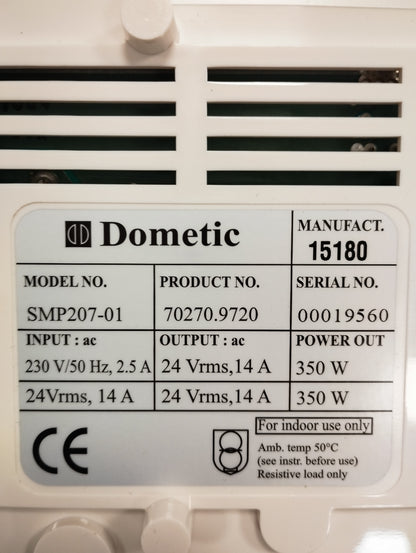 Dometic
MANUFACT.
15180
MODEL NO. PRODUCT NO. SERIAL NO.
SMP207-01 70270.9720 00019560
INPUT : ac OUTPUT : ac POWER OUT
230 V/50 Hz, 2.5 A 24 Vrms, 14 A 350 W
24Vrms, 14 A 24 Vrms, 14 A 350 W
CE
For indoor use only
Amb. temp 50°C
(see instr. before use)
Resistive load only